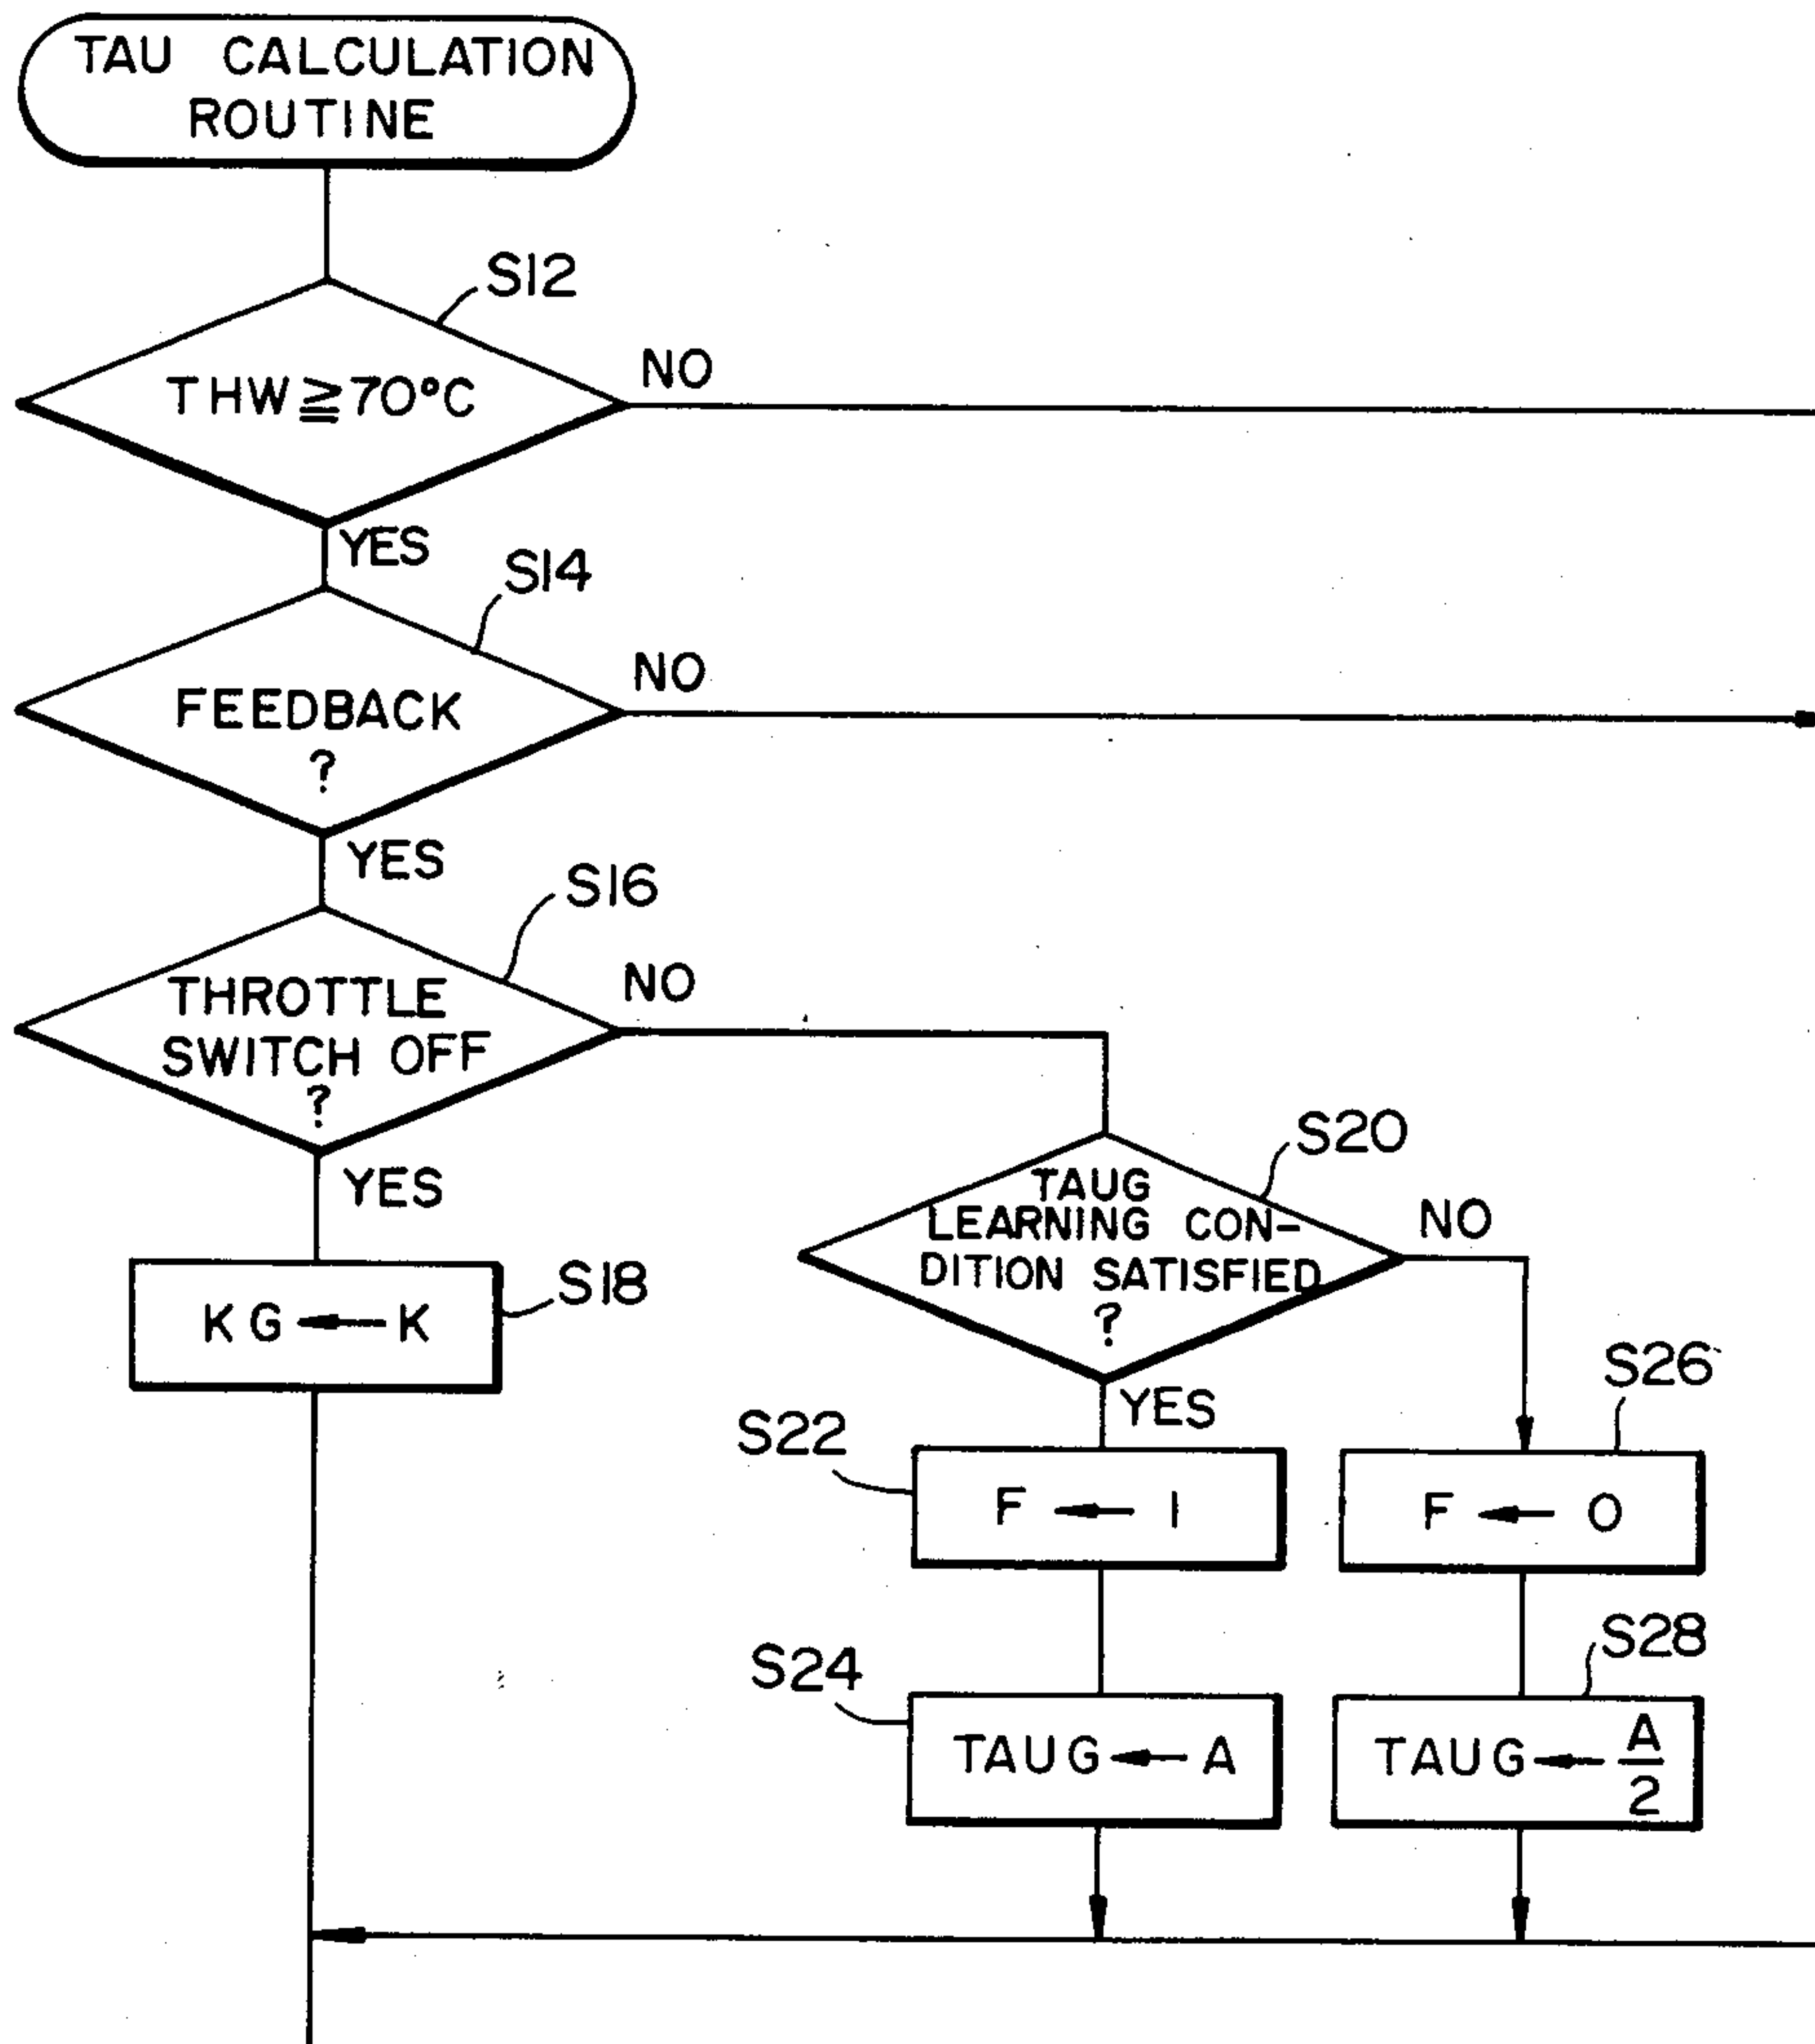 TAU CALCULATION
ROUTINE
S12
THW≧70°C
NO
YES
S14
FEEDBACK
?
NO
YES
S16
THROTTLE
SWITCH OFF
?
NO
YES
S18
KG ← K
S20
TAUG
LEARNING CON-
DITION SATISFIED
?
NO
YES
S22
F ← 1
S26
F ← 0
S24
TAUG ← A
S28
TAUG ← A
2